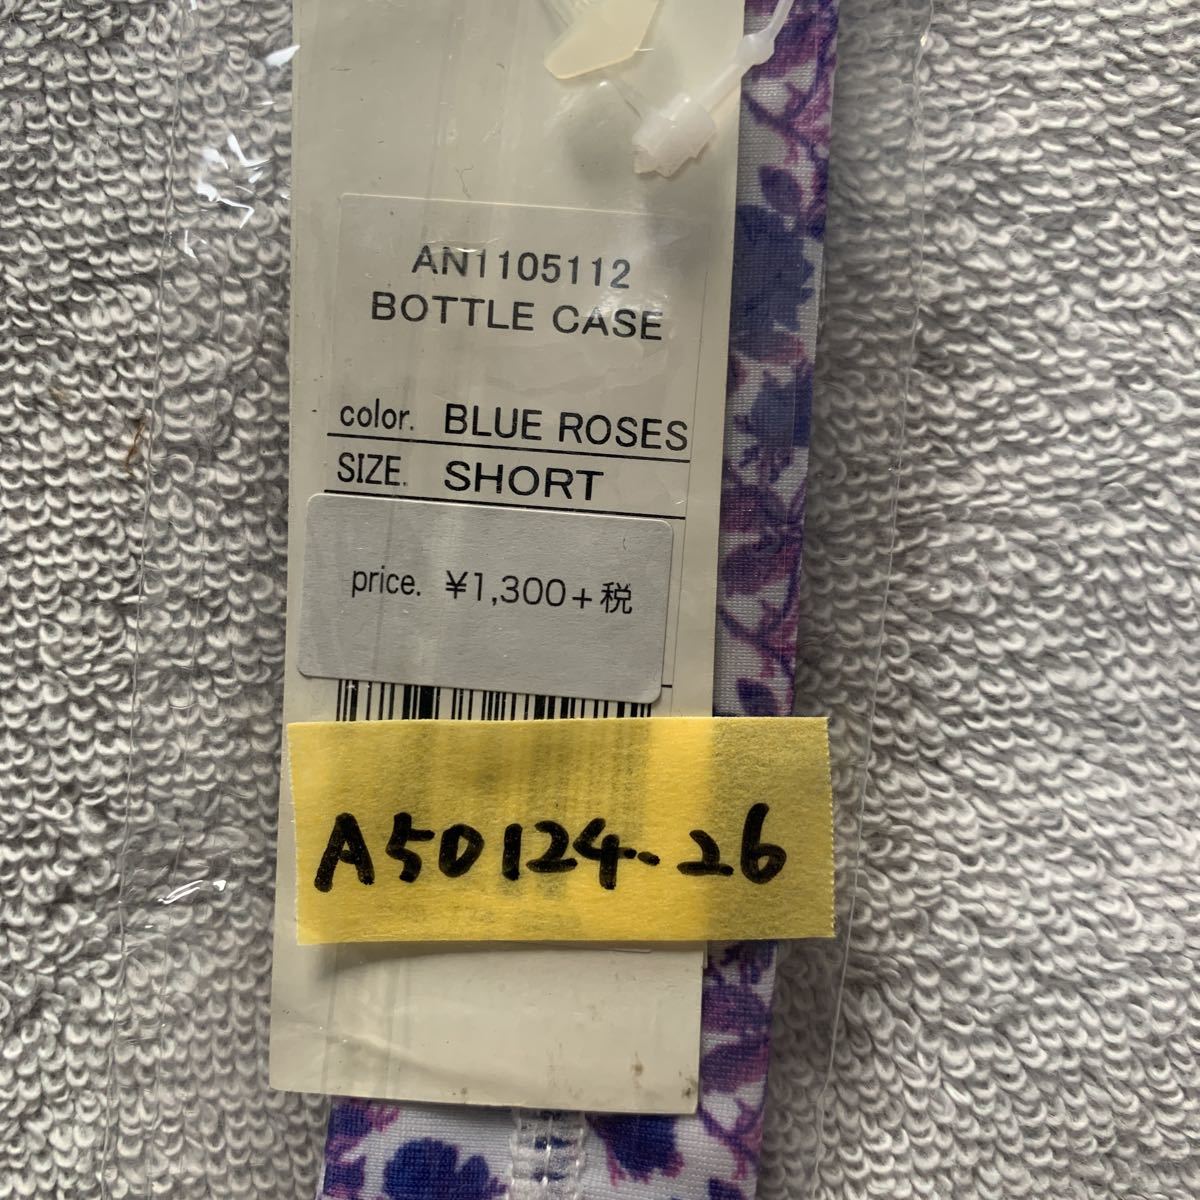 AN1105112
BOTTLE CASE
color. BLUE ROSES
SIZE. SHORT
price. ¥1,300+税
A50124-26